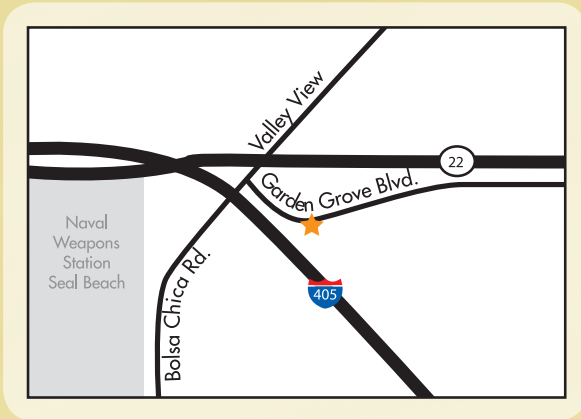 Valley View
22
Garden Grove Blvd.
Naval
Weapons
Station
Seal Beach
Bolsa Chica Rd.
405